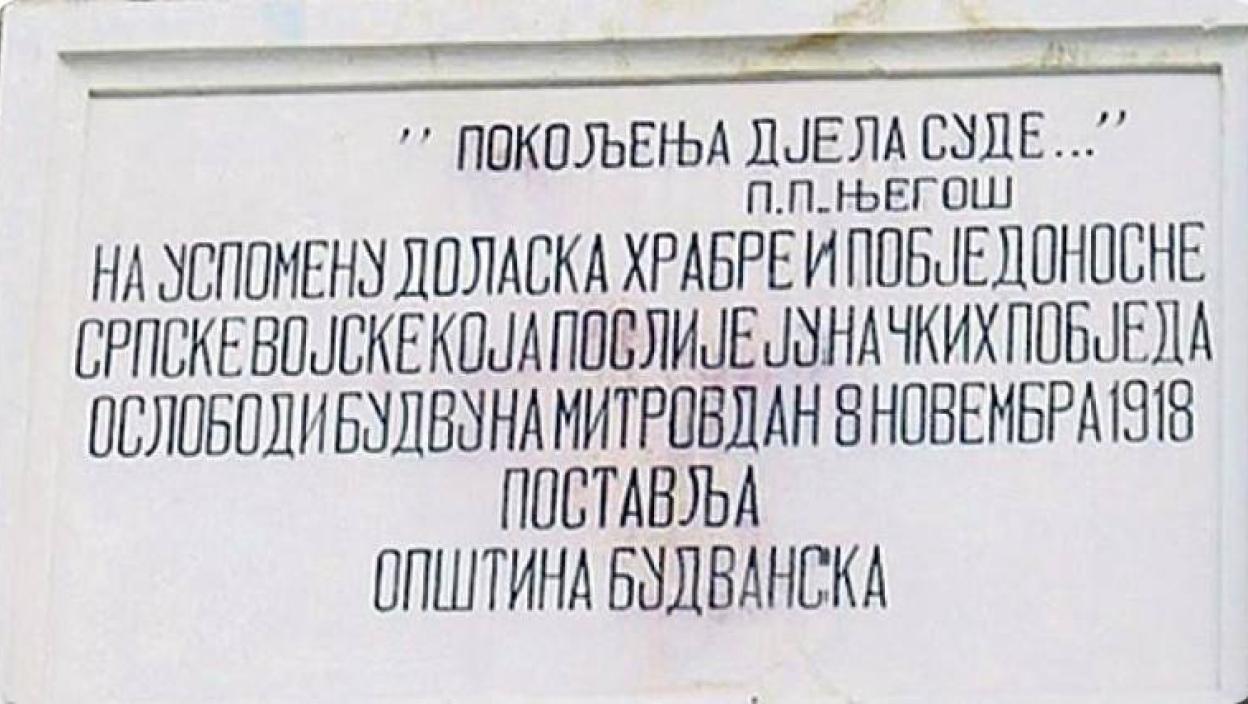 " ПОКОЉЕЊА ДЈЕЛА СУДЕ..."
П.П.ЊЕГОШ
НА УСПОМЕНУ ДОЛАСКА ХРАБРЕ И ПОБЈЕДОНОСНЕ
СРПСКЕ ВОЈСКЕ КОЈА ПОСЛИЈЕ ЈУНАЧКИХ ПОБЈЕДА
ОСЛОБОДИ БУДВУ НА МИТРОВДАН 8 НОВЕМБРА 1918
ПОСТАВЉА
ОПШТИНА БУДВАНСКА